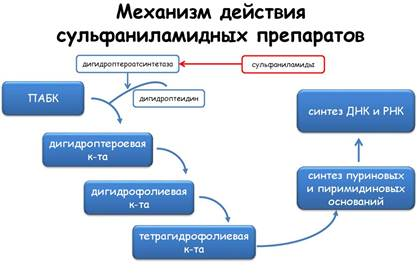 Механизм действия
сульфаниламидных препаратов
дигидроптероатсинтетаза
сульфаниламиды
ПАБК
дигидроптеидин
дигидроптероевая
к-та
дигидрофолиевая
к-та
тетрагидрофолиевая
к-та
синтез ДНК и РНК
синтез пуриновых
и пиримидиновых
оснований